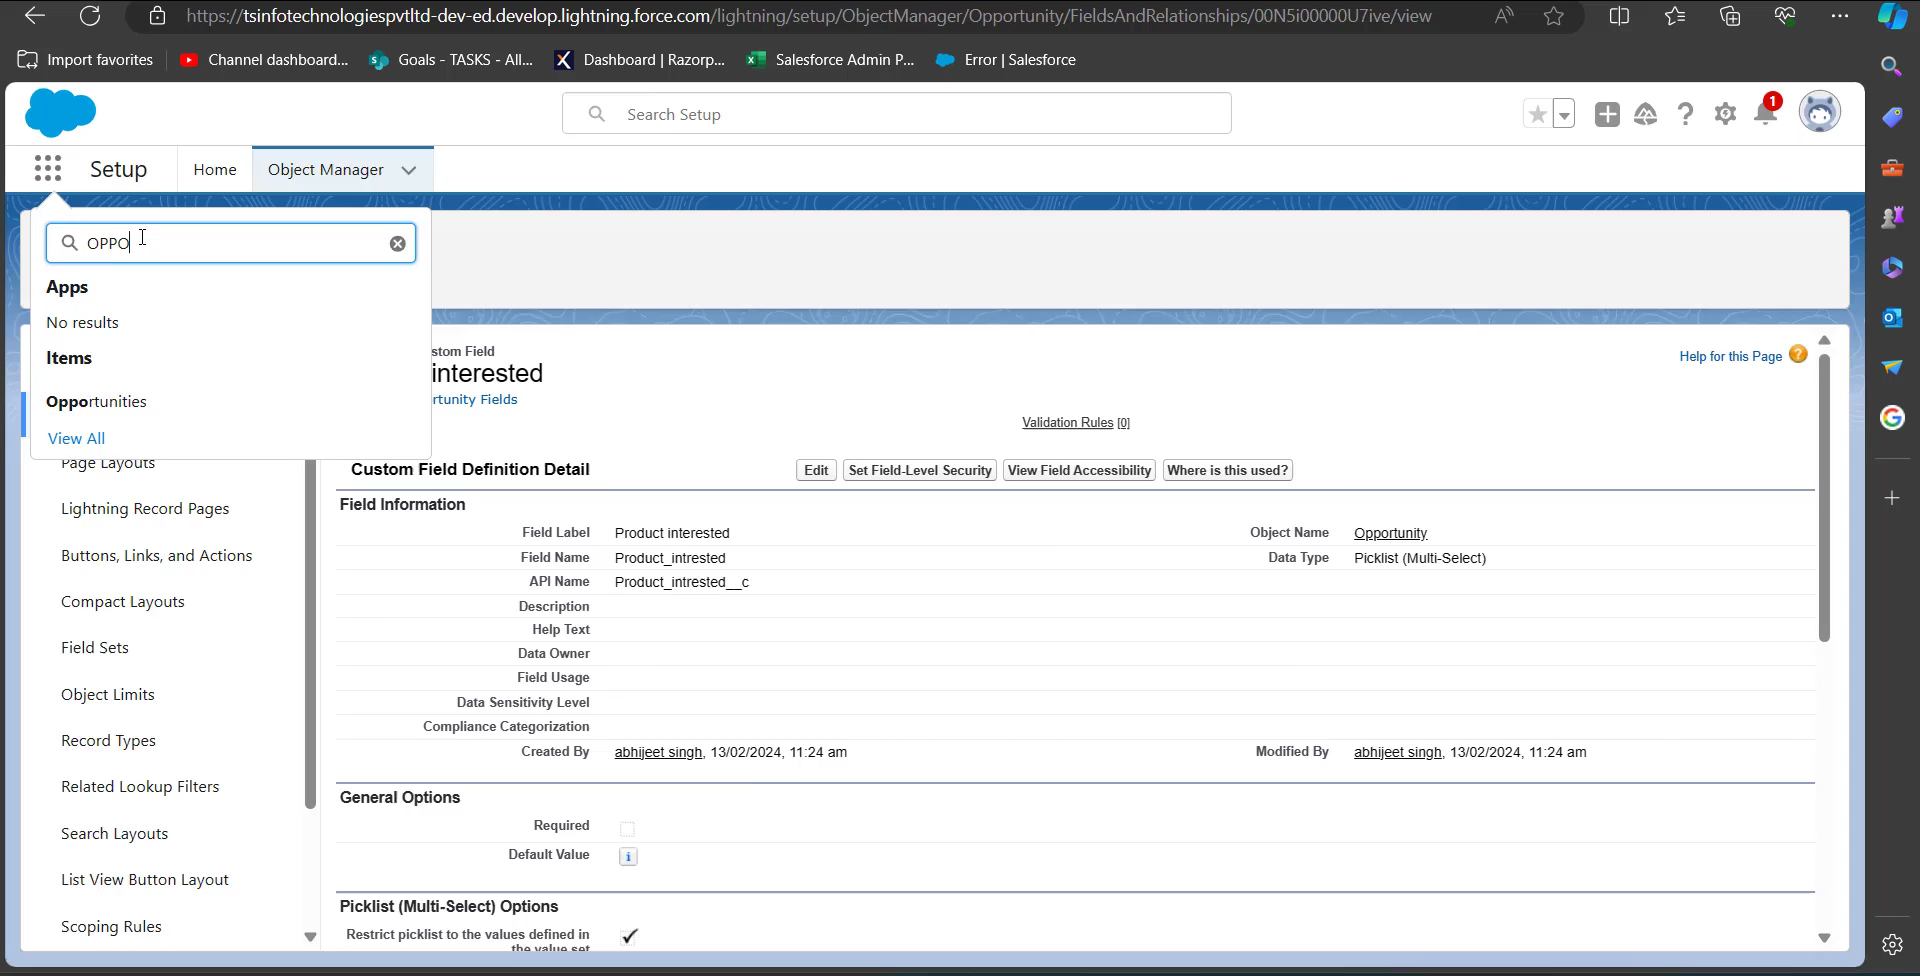 https://tsinfotechnologiespvtltd-dev-ed.develop.lightning.force.com/lightning/setup/ObjectManager/Opportunity/FieldsAndRelationships/00N5i00000U7ive/view
Import favorites
Channel dashboard...
Goals - TASKS - All...
Dashboard | Razorp...
Salesforce Admin P...
Error | Salesforce
Search Setup
1
Setup
Home
Object Manager
OPPO
Apps
No results
Items
Opportunities
View All
Page Layouts
Lightning Record Pages
Buttons, Links, and Actions
Compact Layouts
Field Sets
Object Limits
Record Types
Related Lookup Filters
Search Layouts
List View Button Layout
Scoping Rules
stom Field
interested
rtunity Fields
Help for this Page
Validation Rules [0]
Custom Field Definition Detail
Edit
Set Field-Level Security
View Field Accessibility
Where is this used?
Field Information
Field Label Product interested
Object Name Opportunity
Field Name Product_intrested
Data Type Picklist (Multi-Select)
API Name Product_intrested__c
Description
Help Text
Data Owner
Field Usage
Data Sensitivity Level
Compliance Categorization
Created By abhijeet singh, 13/02/2024, 11:24 am
Modified By abhijeet singh, 13/02/2024, 11:24 am
General Options
Required
Default Value
Picklist (Multi-Select) Options
Restrict picklist to the values defined in
the value set